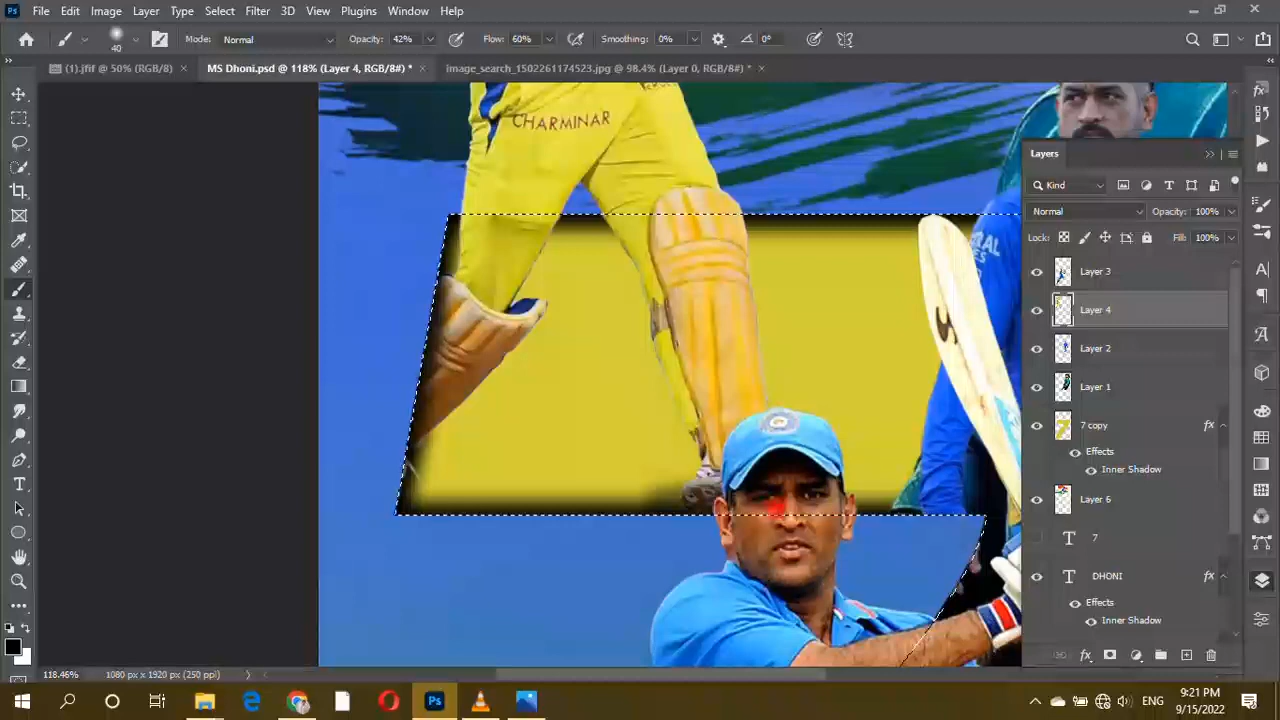 Ps File Edit Image Layer Type Select Filter 3D View Plugins Window Help
40 Mode: Normal Opacity: 42% Flow: 60% Smoothing: 0% 0°
(1).jfif @ 50% (RGB/8) × MS Dhoni.psd @ 118% (Layer 4, RGB/8#) * × image_search_1502261174523.jpg @ 98.4% (Layer 0, RGB/8#) * ×
CHARMINAR
Layers
Kind
Normal Opacity: 100%
Lock: Fill: 100%
Layer 3
Layer 4
Layer 2
Layer 1
7 copy fx
Effects
Inner Shadow
Layer 6
T 7
T DHONI fx
Effects
Inner Shadow
118.46% 1080 px x 1920 px (250 ppi)
ENG 9:21 PM
9/15/2022